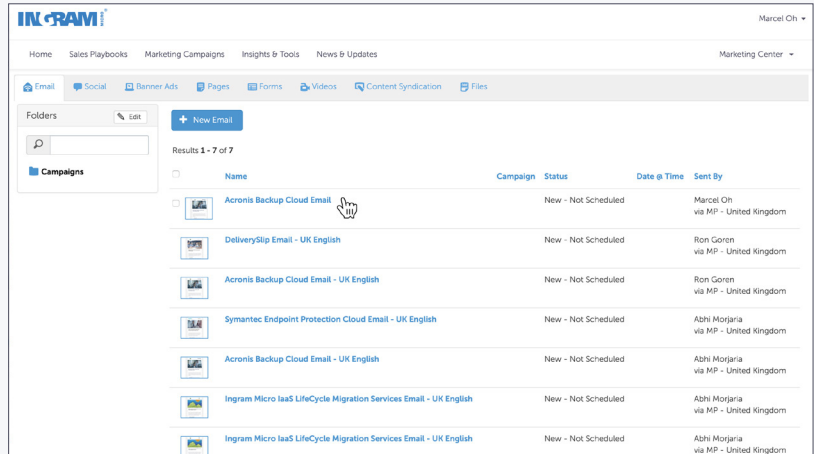 INGRAM MICRO
Marcel Oh
Home Sales Playbooks Marketing Campaigns Insights & Tools News & Updates Marketing Center
Email Social Banner Ads Pages Forms Videos Content Syndication Files
Folders Edit
New Email
Results 1 - 7 of 7
Campaigns
Name Campaign Status Date @ Time Sent By
Acronis Backup Cloud Email New - Not Scheduled Marcel Oh
via MP - United Kingdom
DeliverySlip Email - UK English New - Not Scheduled Ron Goren
via MP - United Kingdom
Acronis Backup Cloud Email - UK English New - Not Scheduled Ron Goren
via MP - United Kingdom
Symantec Endpoint Protection Cloud Email - UK English New - Not Scheduled Abhi Morjaria
via MP - United Kingdom
Acronis Backup Cloud Email - UK English New - Not Scheduled Abhi Morjaria
via MP - United Kingdom
Ingram Micro IaaS LifeCycle Migration Services Email - UK English New - Not Scheduled Abhi Morjaria
via MP - United Kingdom
Ingram Micro IaaS LifeCycle Migration Services Email - UK English New - Not Scheduled Abhi Morjaria
via MP - United Kingdom